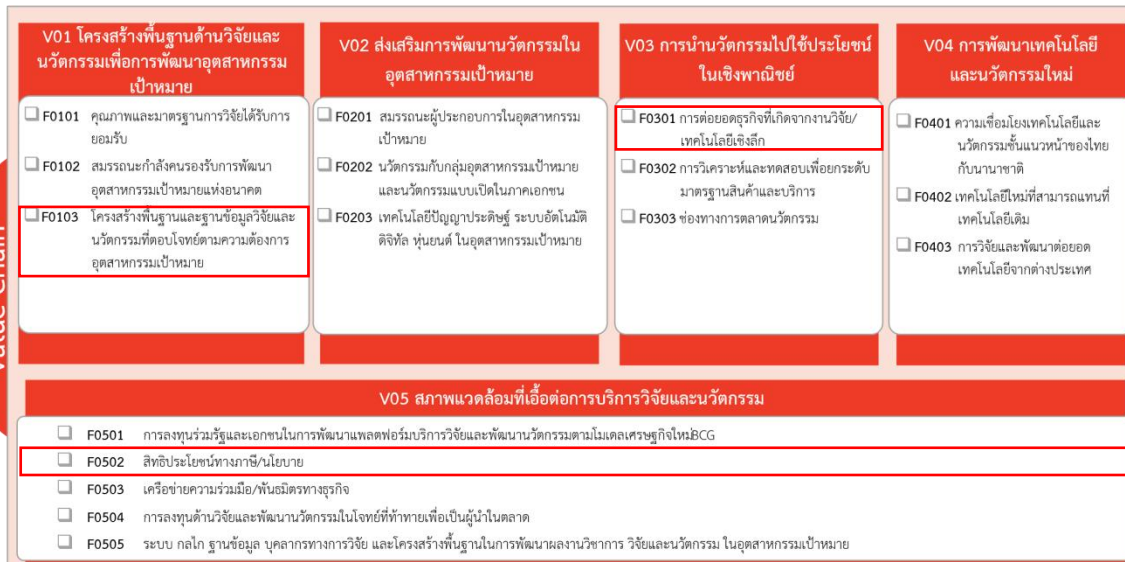 V01 โครงสร้างพื้นฐานด้านวิจัยและ
นวัตกรรมเพื่อการพัฒนาอุตสาหกรรม
เป้าหมาย
F0101 คุณภาพและมาตรฐานการวิจัยได้รับการ
ยอมรับ
F0102 สมรรถนะกำลังคนรองรับการพัฒนา
อุตสาหกรรมเป้าหมายแห่งอนาคต
F0103 โครงสร้างพื้นฐานและฐานข้อมูลวิจัยและ
นวัตกรรมที่ตอบโจทย์ตามความต้องการ
อุตสาหกรรมเป้าหมาย
V02 ส่งเสริมการพัฒนานวัตกรรมใน
อุตสาหกรรมเป้าหมาย
F0201 สมรรถนะผู้ประกอบการในอุตสาหกรรม
เป้าหมาย
F0202 นวัตกรรมกับกลุ่มอุตสาหกรรมเป้าหมาย
และนวัตกรรมแบบเปิดในภาคเอกชน
F0203 เทคโนโลยีปัญญาประดิษฐ์ ระบบอัตโนมัติ
ดิจิทัล หุ่นยนต์ ในอุตสาหกรรมเป้าหมาย
V03 การนำนวัตกรรมไปใช้ประโยชน์
ในเชิงพาณิชย์
F0301 การต่อยอดธุรกิจที่เกิดจากงานวิจัย/
เทคโนโลยีเชิงลึก
F0302 การวิเคราะห์และทดสอบเพื่อยกระดับ
มาตรฐานสินค้าและบริการ
F0303 ช่องทางการตลาดนวัตกรรม
V04 การพัฒนาเทคโนโลยี
และนวัตกรรมใหม่
F0401 ความเชื่อมโยงเทคโนโลยีและ
นวัตกรรมชั้นแนวหน้าของไทย
กับนานาชาติ
F0402 เทคโนโลยีใหม่ที่สามารถแทนที่
เทคโนโลยีเดิม
F0403 การวิจัยและพัฒนาต่อยอด
เทคโนโลยีจากต่างประเทศ
V05 สภาพแวดล้อมที่เอื้อต่อการบริการวิจัยและนวัตกรรม
F0501 การลงทุนร่วมรัฐและเอกชนในการพัฒนาแพลตฟอร์มบริการวิจัยและพัฒนานวัตกรรมตามโมเดลเศรษฐกิจใหม่BCG
F0502 สิทธิประโยชน์ทางภาษี/นโยบาย
F0503 เครือข่ายความร่วมมือ/พันธมิตรทางธุรกิจ
F0504 การลงทุนด้านวิจัยและพัฒนานวัตกรรมในโจทย์ที่ท้าทายเพื่อเป็นผู้นำในตลาด
F0505 ระบบ กลไก ฐานข้อมูล บุคลากรทางการวิจัย และโครงสร้างพื้นฐานในการพัฒนาผลงานวิชาการ วิจัยและนวัตกรรม ในอุตสาหกรรมเป้าหมาย